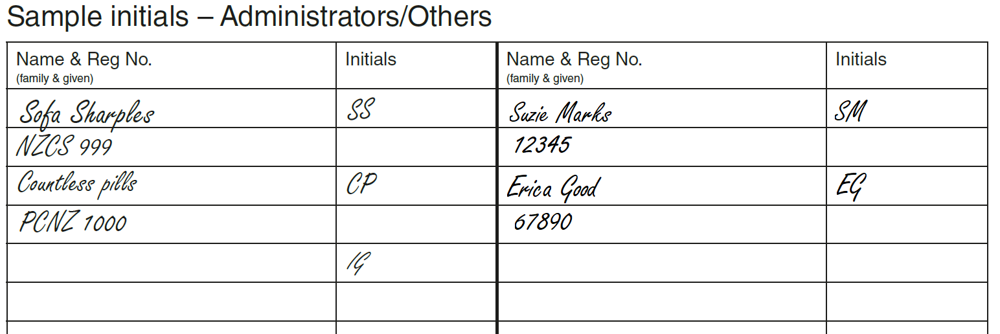 Sample initials – Administrators/Others
Name & Reg No. Initials Name & Reg No. Initials
(family & given) (family & given)
Sofa Sharples SS Suzie Marks SM
NZCS 999 12345
Countless pills CP Erica Good EG
PCNZ 1000 67890
IG